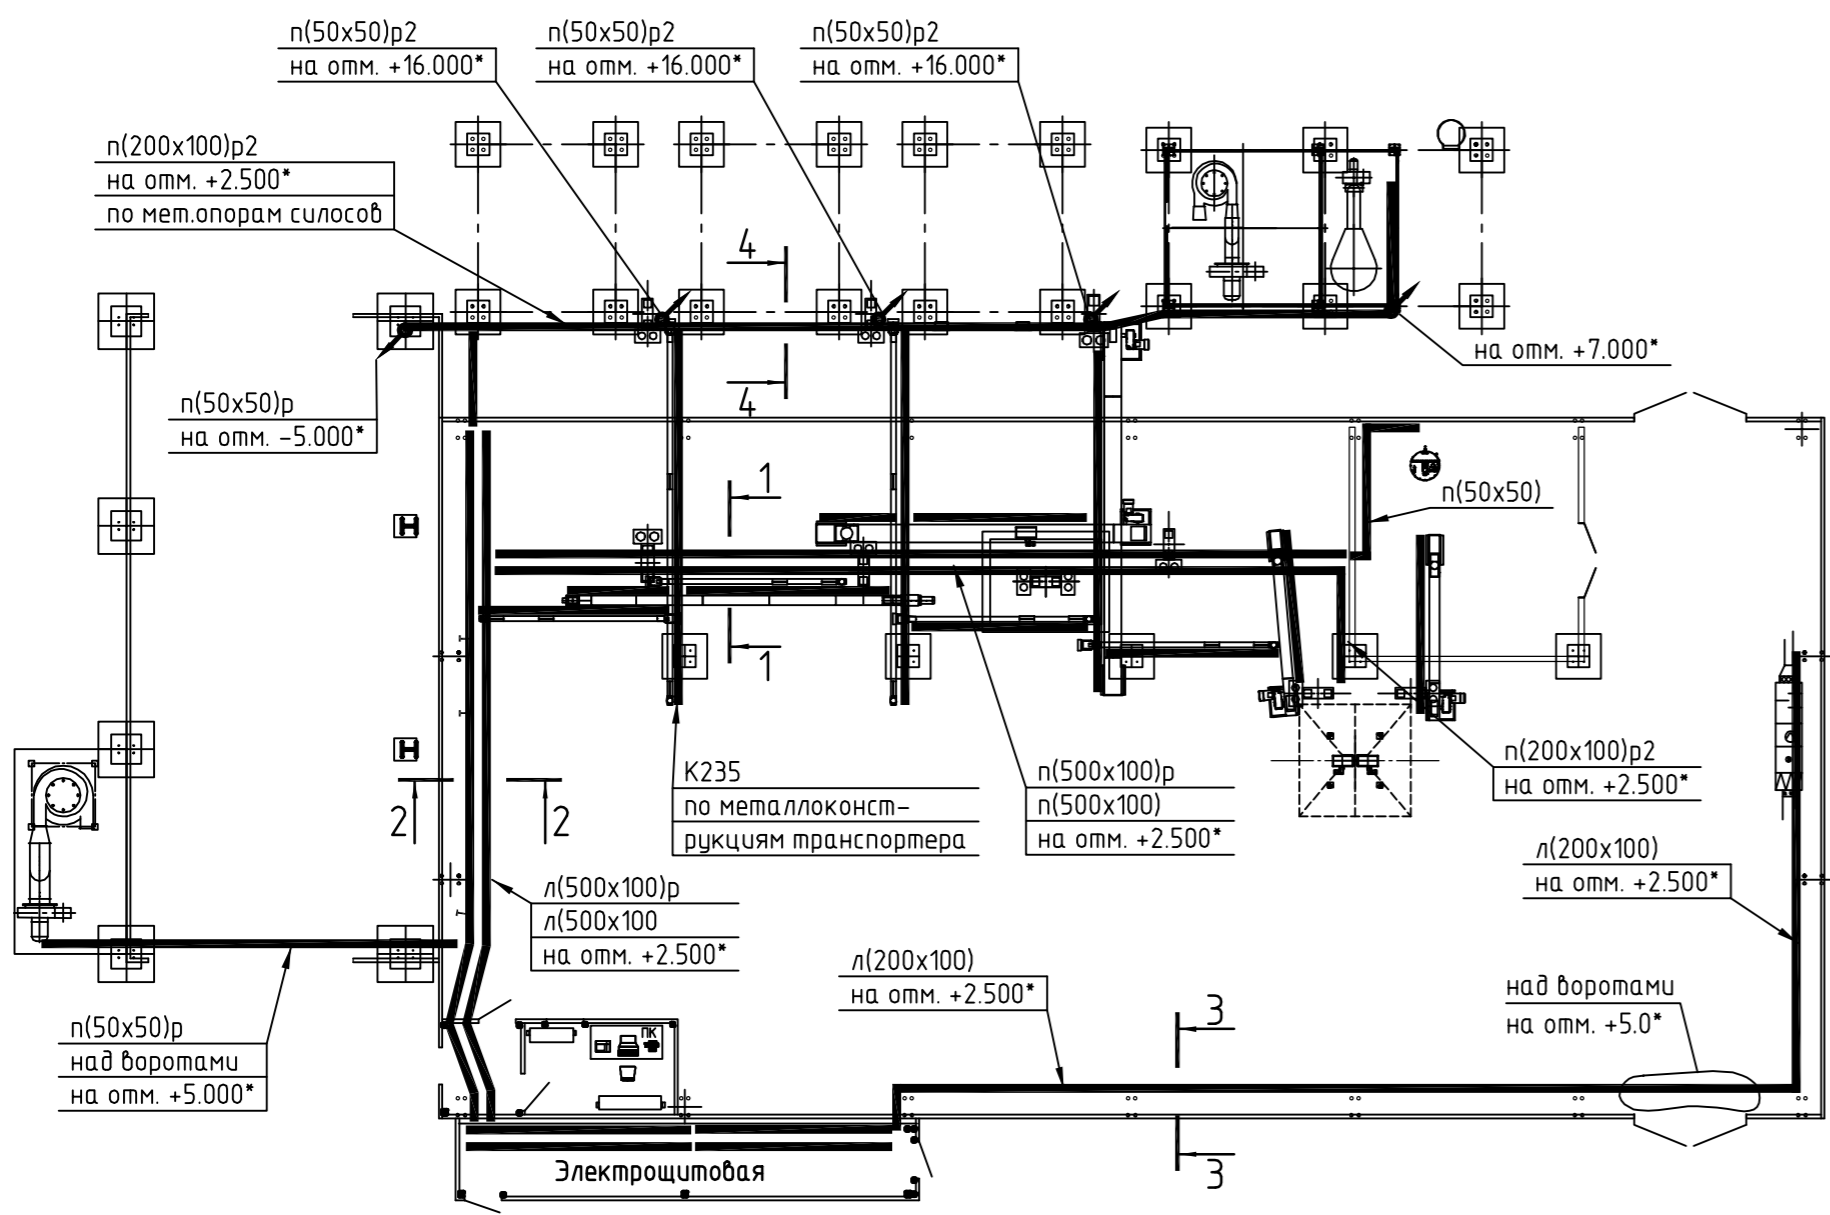 п(50х50)р2
на отм. +16.000*
п(50х50)р2
на отм. +16.000*
п(50х50)р2
на отм. +16.000*
п(200х100)р2
на отм. +2.500*
по мет.опорам силосов
4
4
на отм. +7.000*
п(50х50)р
на отм. -5.000*
1
1
п(50х50)
К235
по металлоконст-
рукциям транспортера
п(500х100)р
п(500х100)
на отм. +2.500*
п(200х100)р2
на отм. +2.500*
2
2
л(500х100)р
л(500х100
на отм. +2.500*
л(200х100)
на отм. +2.500*
л(200х100)
на отм. +2.500*
над воротами
на отм. +5.0*
3
3
п(50х50)р
над воротами
на отм. +5.000*
ПК
Электрощитовая